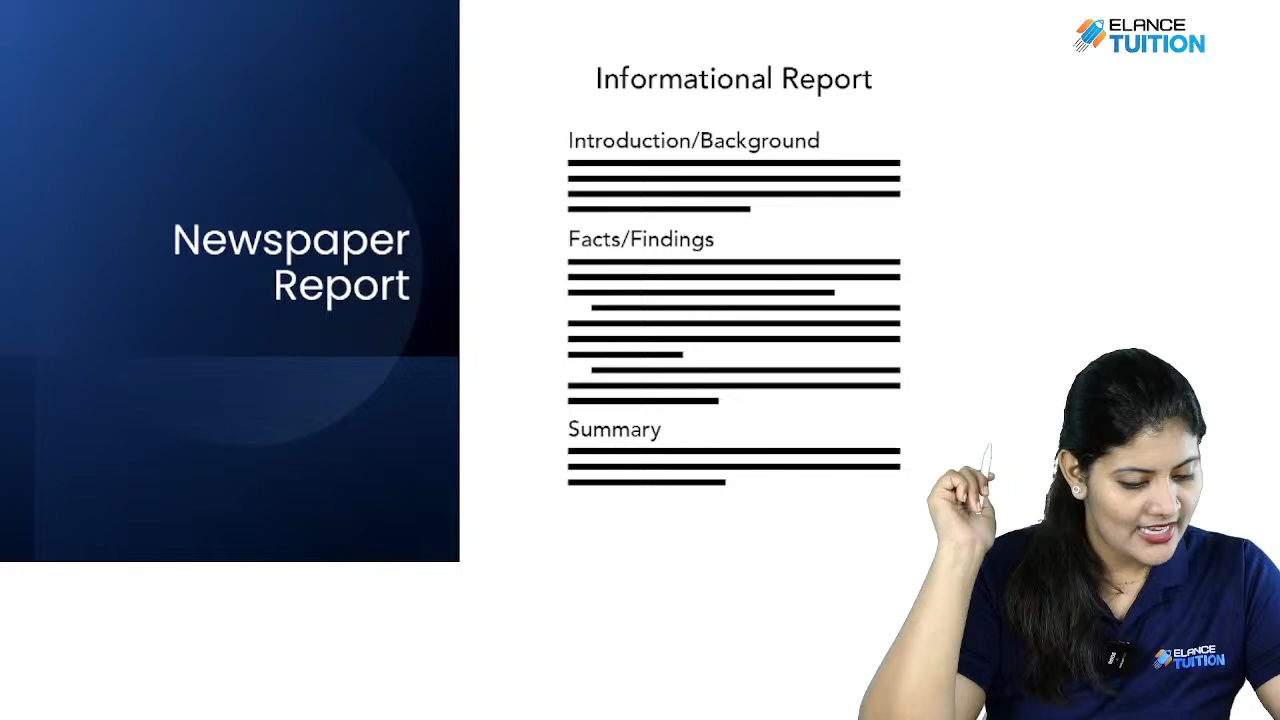 ELANCE
TUITION
Informational Report
Introduction/Background
Newspaper
Report
Facts/Findings
Summary
ELANCE
TUITION